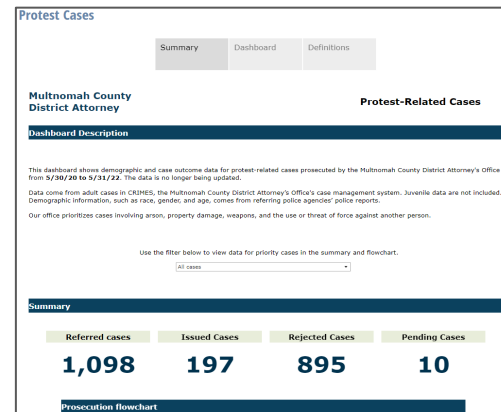 Protest Cases
Summary Dashboard Definitions
Multnomah County
District Attorney
Protest-Related Cases
Dashboard Description
This dashboard shows demographic and case outcome data for protest-related cases prosecuted by the Multnomah County District Attorney's Office
from 5/30/20 to 5/31/22. The data is no longer being updated.
Data come from adult cases in CRIMES, the Multnomah County District Attorney's Office's case management system. Juvenile data are not included.
Demographic information, such as race, gender, and age, comes from referring police agencies' police reports.
Our office prioritizes cases involving arson, property damage, weapons, and the use or threat of force against another person.
Use the filter below to view data for priority cases in the summary and flowchart.
All cases
Summary
Referred cases Issued Cases Rejected Cases Pending Cases
1,098 197 895 10
Prosecution flowchart